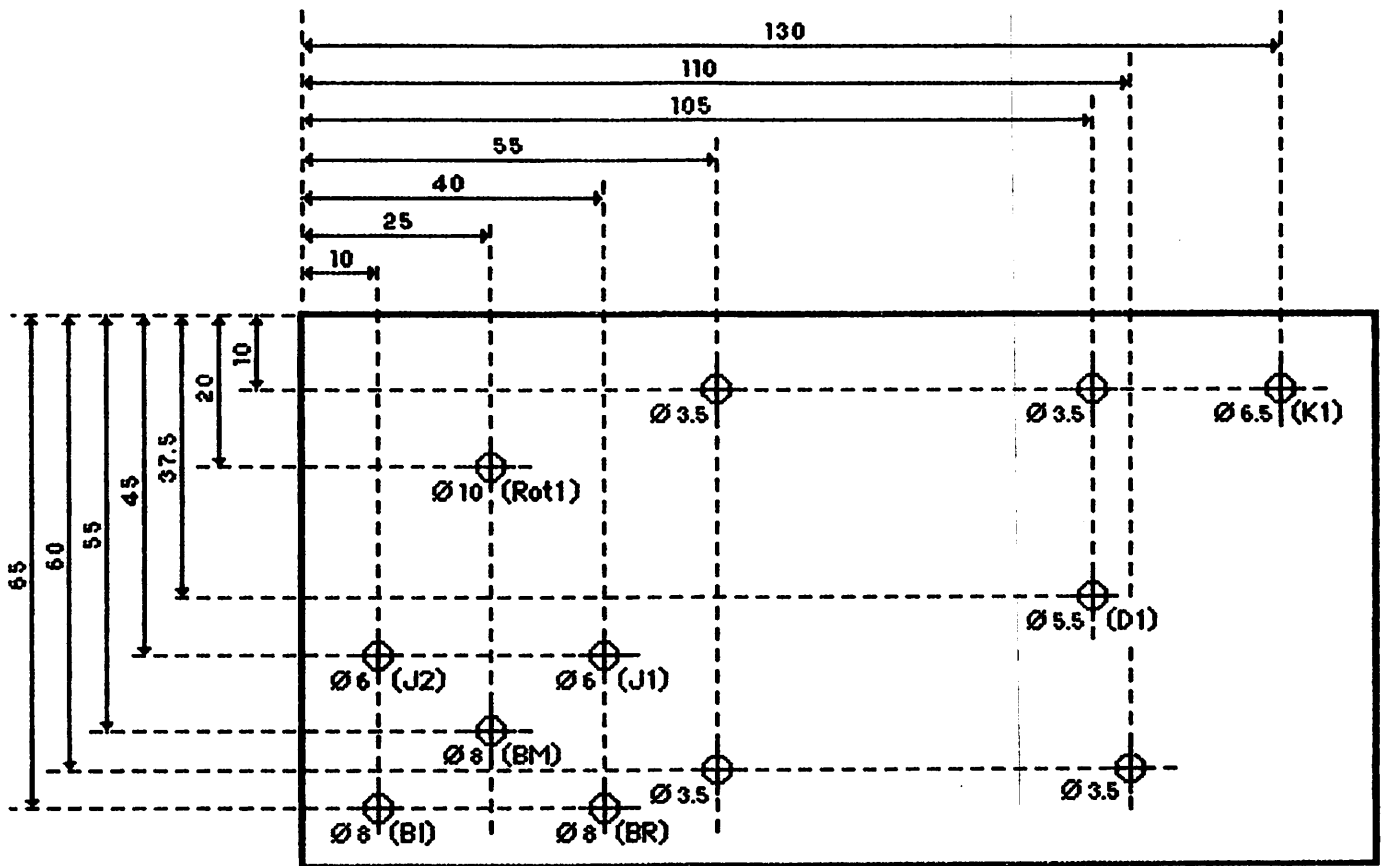 130
110
105
55
40
25
10
10
20
37.5
45
55
60
65
Ø 3.5
Ø 3.5
Ø 6.5 (K1)
Ø 10 (Rot1)
Ø 5.5 (D1)
Ø 6 (J2)
Ø 6 (J1)
Ø 8 (BM)
Ø 3.5
Ø 3.5
Ø 8 (BI)
Ø 8 (BR)